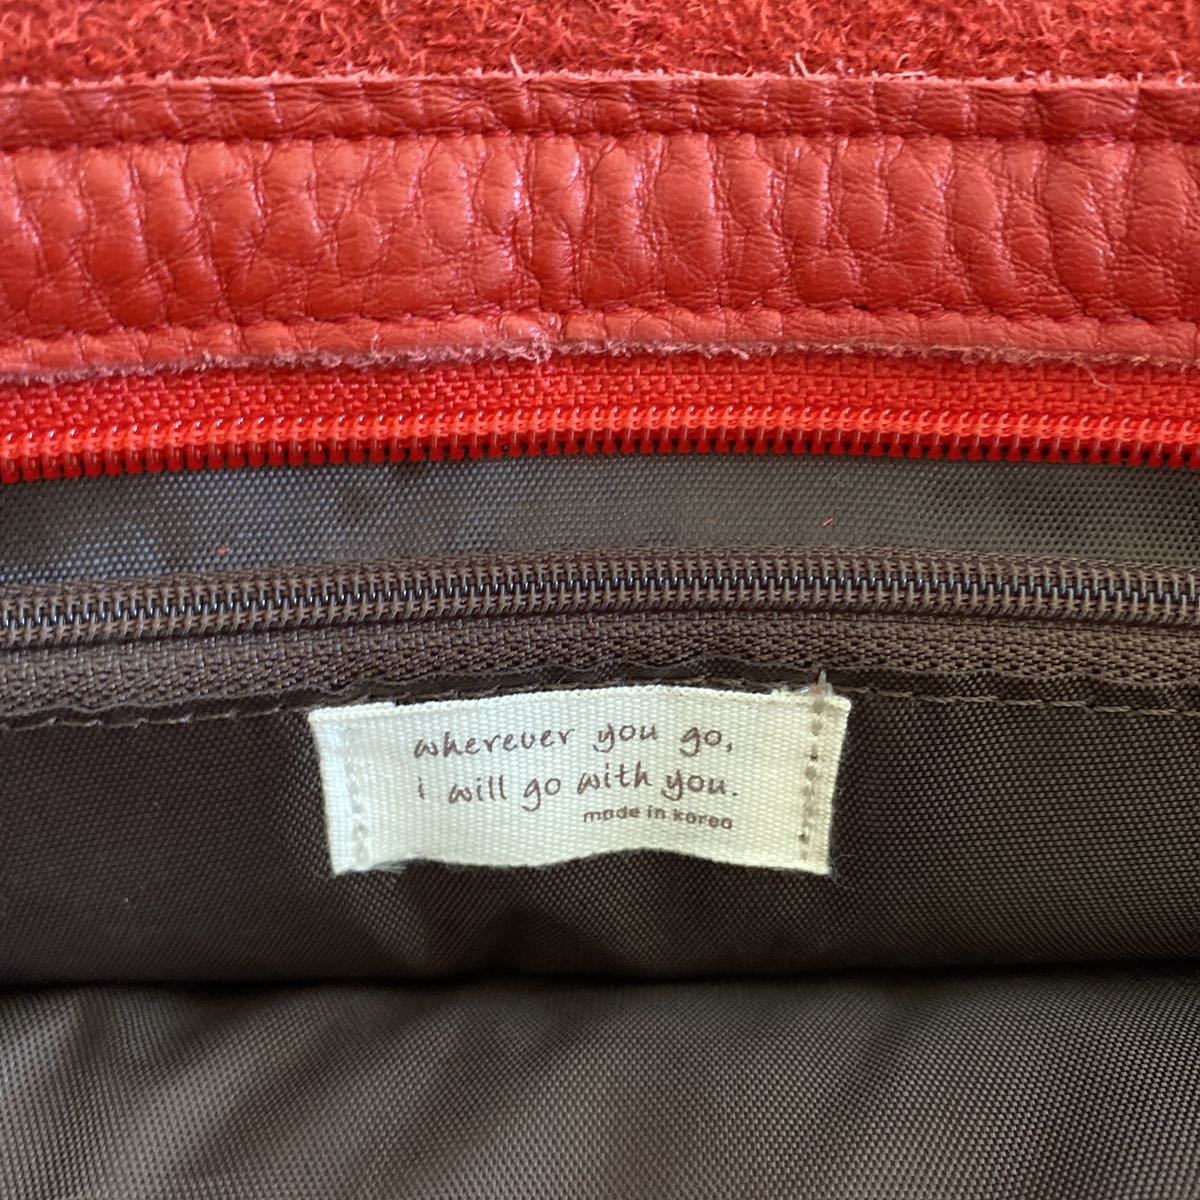 wherever you go,
i will go with you.
made in korea